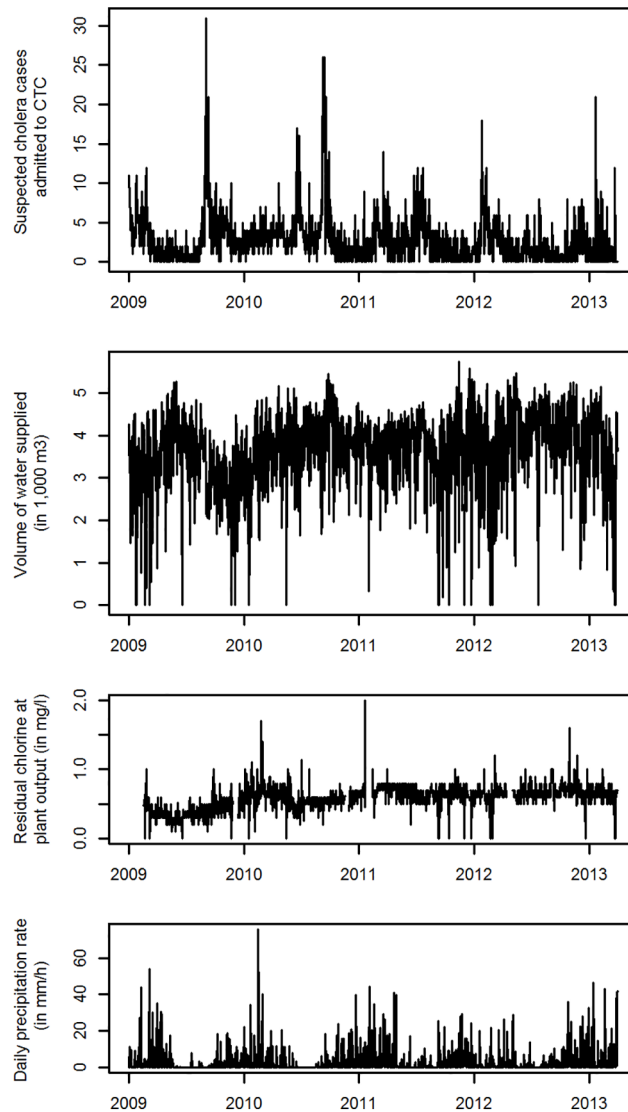 Suspected cholera cases
admitted to CTC
30
25
20
15
10
5
0
2009 2010 2011 2012 2013
Volume of water supplied
(in 1,000 m3)
5
4
3
2
1
0
2009 2010 2011 2012 2013
Residual chlorine at
plant output (in mg/l)
2.0
1.0
0.0
2009 2010 2011 2012 2013
Daily precipitation rate
(in mm/h)
60
40
20
0
2009 2010 2011 2012 2013